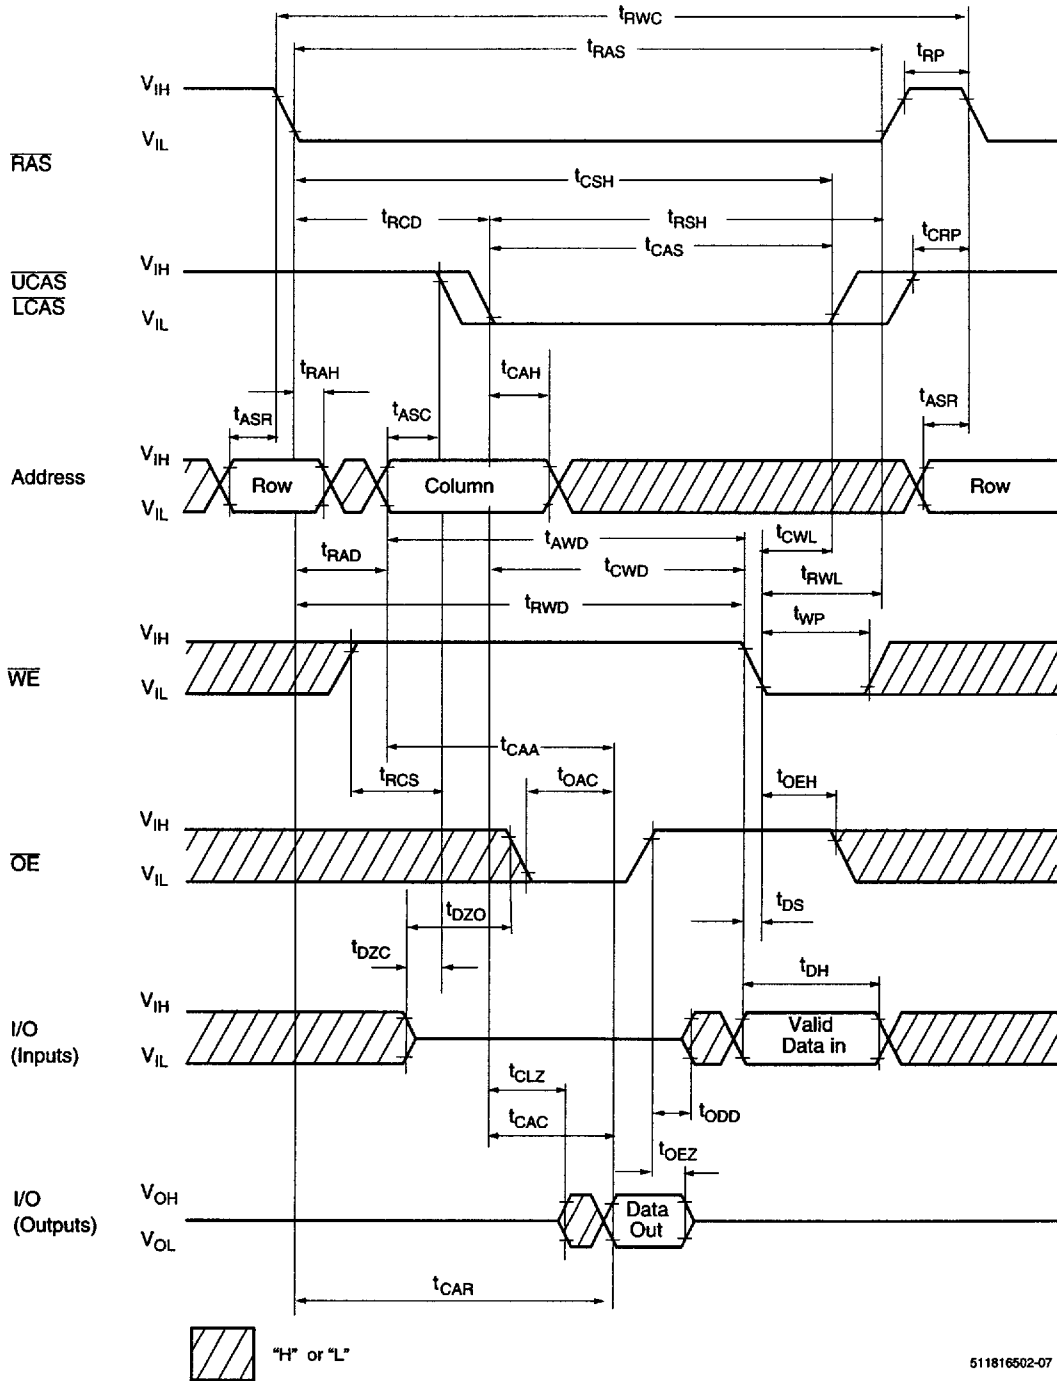 tRWC
tRAS
tRP
VIH
VIL
RAS
tCSH
tRCD
tRSH
tCAS
tCRP
VIH
UCAS
LCAS
VIL
tRAH
tCAH
tASR
tASC
tASR
VIH
Address
Row
Column
Row
VIL
tAWD
tCWL
tRAD
tCWD
tRWL
tRWD
tWP
VIH
WE
VIL
tCAA
tRCS
tOAC
tOEH
VIH
OE
VIL
tDS
tDZO
tDZC
tDH
VIH
I/O
(Inputs)
Valid
Data in
VIL
tCLZ
tODD
tCAC
tOEZ
VOH
I/O
(Outputs)
Data
Out
VOL
tCAR
"H" or "L"
511816502-07